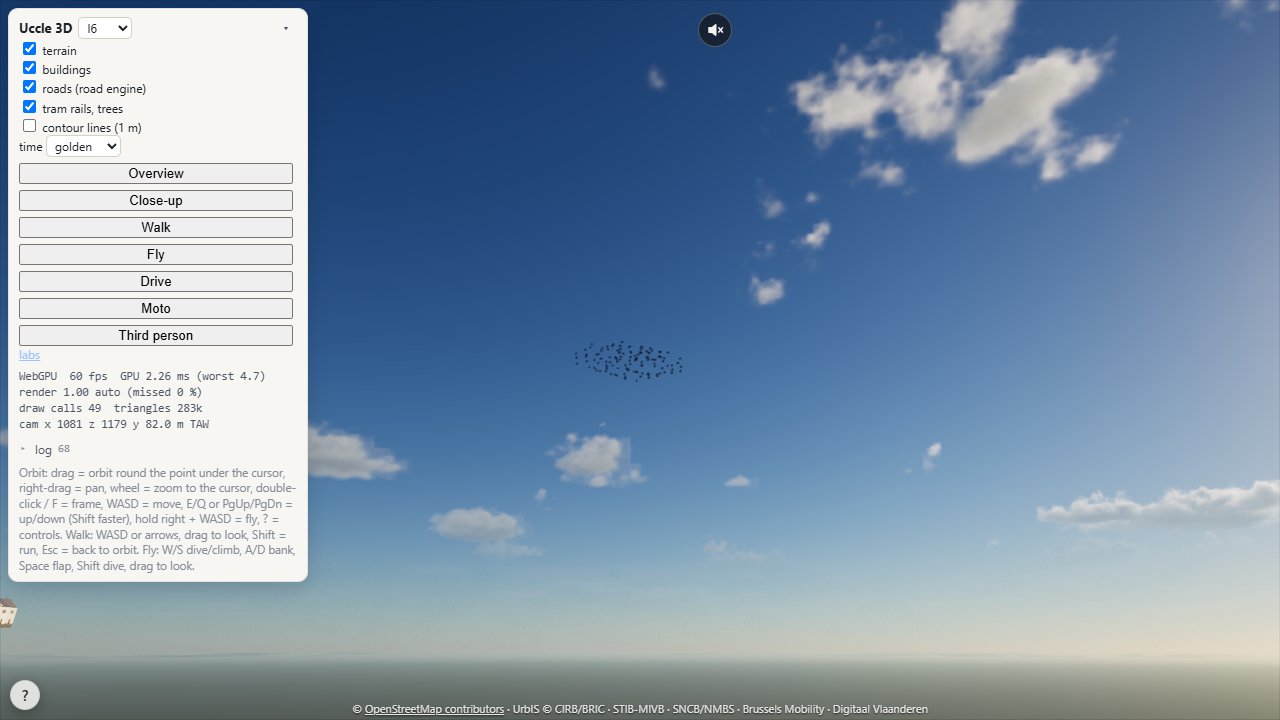 Uccle 3D l6
terrain
buildings
roads (road engine)
tram rails, trees
contour lines (1 m)
time golden
Overview
Close-up
Walk
Fly
Drive
Moto
Third person
labs
WebGPU 60 fps GPU 2.26 ms (worst 4.7)
render 1.00 auto (missed 0 %)
draw calls 49 triangles 283k
cam x 1081 z 1179 y 82.0 m TAW
log 68
Orbit: drag = orbit round the point under the cursor,
right-drag = pan, wheel = zoom to the cursor, double-
click / F = frame, WASD = move, E/Q or PgUp/PgDn =
up/down (Shift faster), hold right + WASD = fly, ? =
controls. Walk: WASD or arrows, drag to look, Shift =
run, Esc = back to orbit. Fly: W/S dive/climb, A/D bank,
Space flap, Shift dive, drag to look.
?
© OpenStreetMap contributors · UrbIS © CIRB/BRIC · STIB-MIVB · SNCB/NMBS · Brussels Mobility · Digitaal Vlaanderen